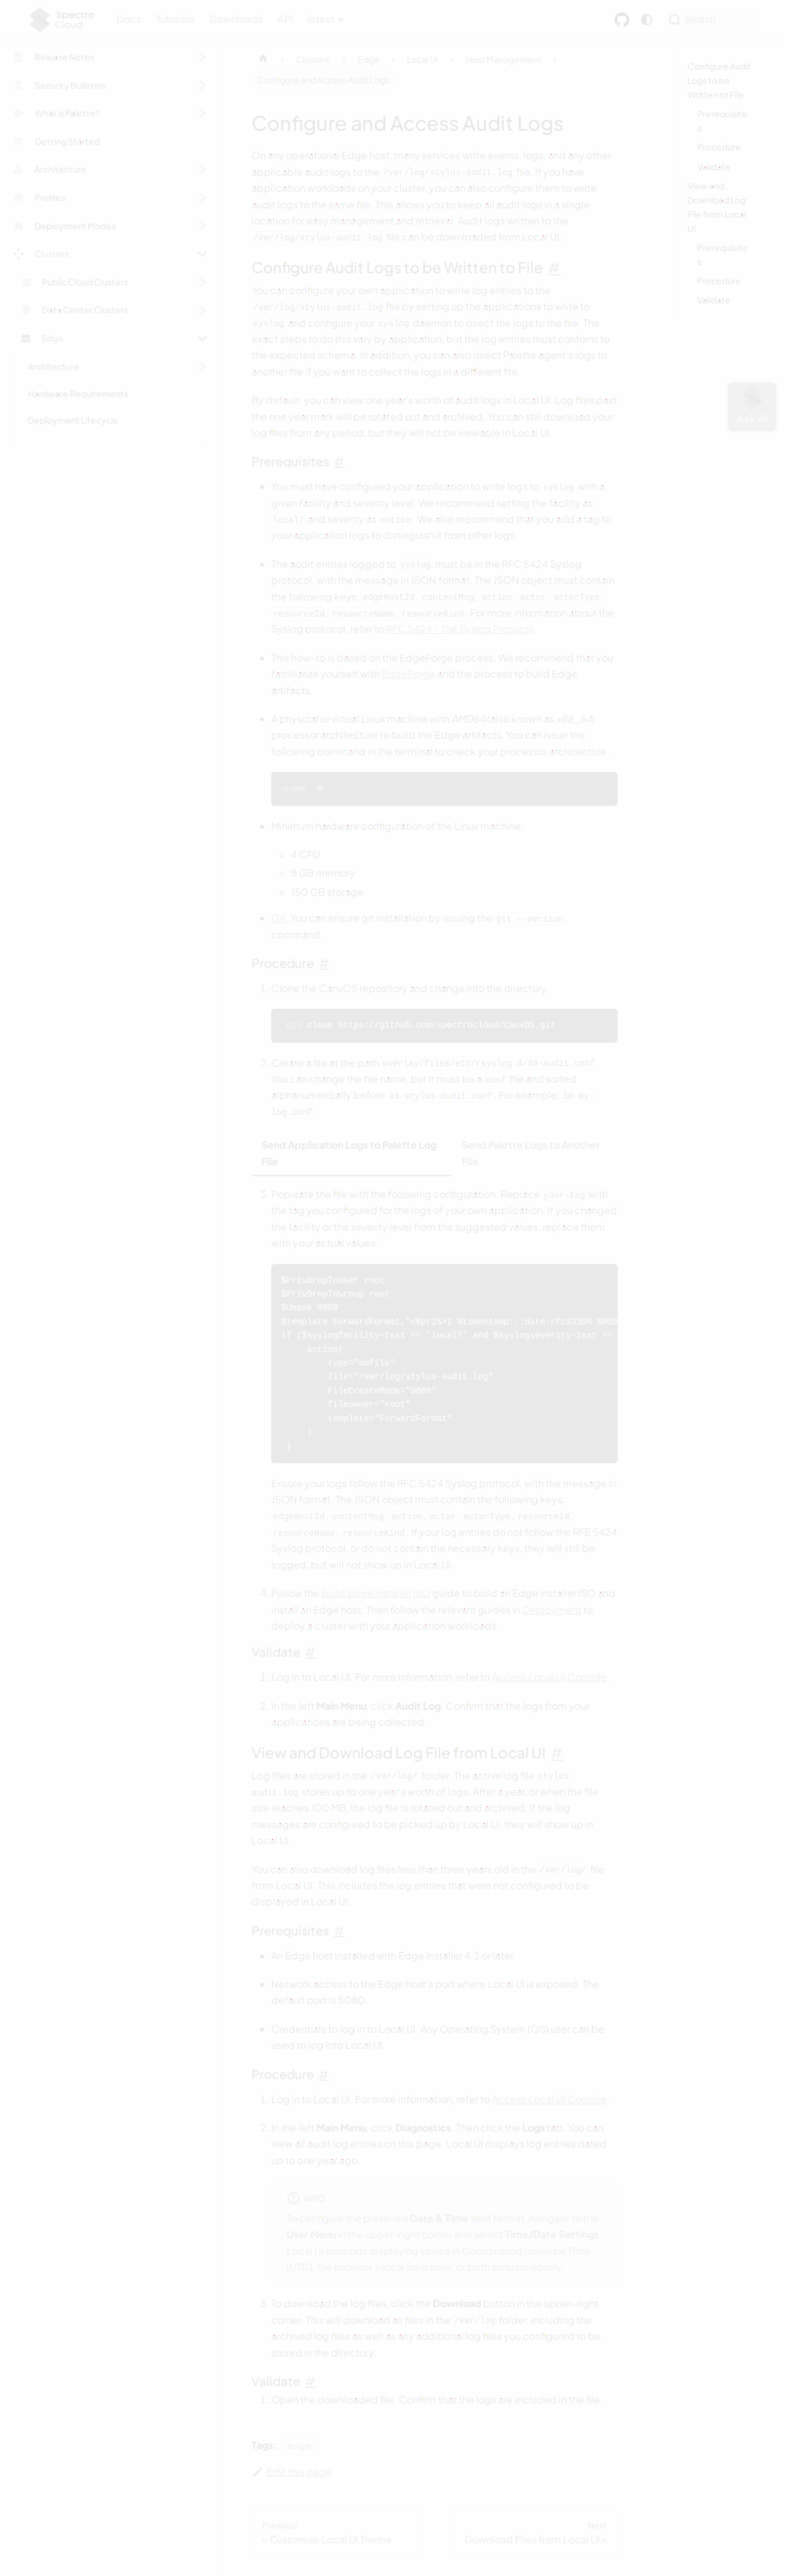 Spectro Cloud
Docs
Tutorials
Downloads
API
latest
Search
Release Notes
Security Bulletins
What is Palette?
Getting Started
Architecture
Profiles
Deployment Modes
Clusters
Public Cloud Clusters
Data Center Clusters
Edge
Architecture
Hardware Requirements
Deployment Lifecycle
Clusters
Edge
Local UI
Host Management
Configure and Access Audit Logs
Configure and Access Audit Logs
On any operational Edge host, many services write events, logs, and any other
applicable audit logs to the /var/log/stylus-audit.log file. If you have
application workloads on your cluster, you can also configure them to write
audit logs to the same file. This allows you to keep all audit logs in a single
location for easy management and retrieval. Audit logs written to the
/var/log/stylus-audit.log file can be downloaded from Local UI.
Configure Audit Logs to be Written to File #
You can configure your own application to write log entries to the
/var/log/stylus-audit.log file by setting up the applications to write to
syslog and configure your syslog daemon to direct the logs to the file. The
exact steps to do this vary by application, but the log entries must conform to
the expected schema. In addition, you can also direct Palette agent's logs to
another file if you want to collect the logs in a different file.
By default, you can view one year's worth of audit logs in Local UI. Log files past
the one year mark will be rotated out and archived. You can still download your
log files from any period, but they will not be viewable in Local UI.
Prerequisites #
You must have configured your application to write logs to syslog with a
given facility and severity level. We recommend setting the facility as
local7 and severity as notice. We also recommend that you add a tag to
your application logs to distinguish it from other logs.
The audit entries logged to syslog must be in the RFC 5424 Syslog
protocol, with the message in JSON format. The JSON object must contain
the following keys: edgeHostId, contentMsg, action, actor, actorType,
resourceId, resourceName, resourceKind. For more information about the
Syslog protocol, refer to RFC 5424 - The Syslog Protocol.
This how-to is based on the EdgeForge process. We recommend that you
familiarize yourself with EdgeForge and the process to build Edge
artifacts.
A physical or virtual Linux machine with AMD64 (also known as x86_64)
processor architecture to build the Edge artifacts. You can issue the
following command in the terminal to check your processor architecture.
uname -m
Minimum hardware configuration of the Linux machine:
4 CPU
8 GB memory
150 GB storage
Git. You can ensure git installation by issuing the git --version
command.
Procedure #
1. Clone the CanvOS repository and change into the directory.
git clone https://github.com/spectrocloud/CanvOS.git
2. Create a file at the path overlay/files/etc/rsyslog.d/48-audit.conf.
You can change the file name, but it must be a conf file and sorted
alphanumerically before 49-stylus-audit.conf. For example, 38-my-
log.conf.
Send Application Logs to Palette Log
File
Send Palette Logs to Another
File
3. Populate the file with the following configuration. Replace your-tag with
the tag you configured for the logs of your own application. If you changed
the facility or the severity level from the suggested values, replace them
with your actual values.
$PrivDropToUser root
$PrivDropToGroup root
$Umask 0000
$template ForwardFormat,"<%pri%>1 %timestamp:::date-rfc3339%
if ($syslogfacility-text == 'local7' and $syslogseverity-text ==
action(
type="omfile"
file="/var/log/stylus-audit.log"
FileCreateMode="0600"
fileowner="root"
template="ForwardFormat"
)
}
Ensure your logs follow the RFC 5424 Syslog protocol, with the message in
JSON format. The JSON object must contain the following keys:
edgeHostId, contentMsg, action, actor, actorType, resourceId,
resourceName, resourceKind. If your log entries do not follow the RFE 5424
Syslog protocol, or do not contain the necessary keys, they will still be
logged, but will not show up in Local UI.
4. Follow the Build Edge Installer ISO guide to build an Edge installer ISO and
install an Edge host. Then follow the relevant guides in Deployment to
deploy a cluster with your application workloads.
Validate #
1. Log in to Local UI. For more information, refer to Access Local UI Console.
2. In the left Main Menu, click Audit Log. Confirm that the logs from your
applications are being collected.
View and Download Log File from Local UI #
Log files are stored in the /var/log/ folder. The active log file stylus-
audit.log stores up to one year's worth of logs. After a year, or when the file
size reaches 100 MB, the log file is rotated out and archived. If the log
messages are configured to be picked up by Local UI, they will show up in
Local UI.
You can also download log files less than three years old in the /var/log/ file
from Local UI. This includes the log entries that were not configured to be
displayed in Local UI.
Prerequisites #
An Edge host installed with Edge Installer 4.3 or later.
Network access to the Edge host's port where Local UI is exposed. The
default port is 5080.
Credentials to log in to Local UI. Any Operating System (OS) user can be
used to log into Local UI.
Procedure #
1. Log in to Local UI. For more information, refer to Access Local UI Console.
2. In the left Main Menu, click Diagnostics. Then click the Logs tab. You can
view all audit log entries on this page. Local UI displays log entries dated
up to one year ago.
INFO
To configure the preferred Date & Time field format, navigate to the
User Menu in the upper-right corner and select Time/Date Settings.
Local UI supports displaying values in Coordinated Universal Time
(UTC), the browser's local time zone, or both simultaneously.
3. To download the log files, click the Download button in the upper-right
corner. This will download all files in the /var/log folder, including the
archived log files as well as any additional log files you configured to be
stored in the directory.
Validate #
1. Open the downloaded file. Confirm that the logs are included in the file.
Tags:
edge
Edit this page
Previous
« Customize Local UI Theme
Next
Download Files from Local UI »
Configure Audit
Logs to be
Written to File
Prerequisite
s
Procedure
Validate
View and
Download Log
File from Local
UI
Prerequisite
s
Procedure
Validate
Ask AI